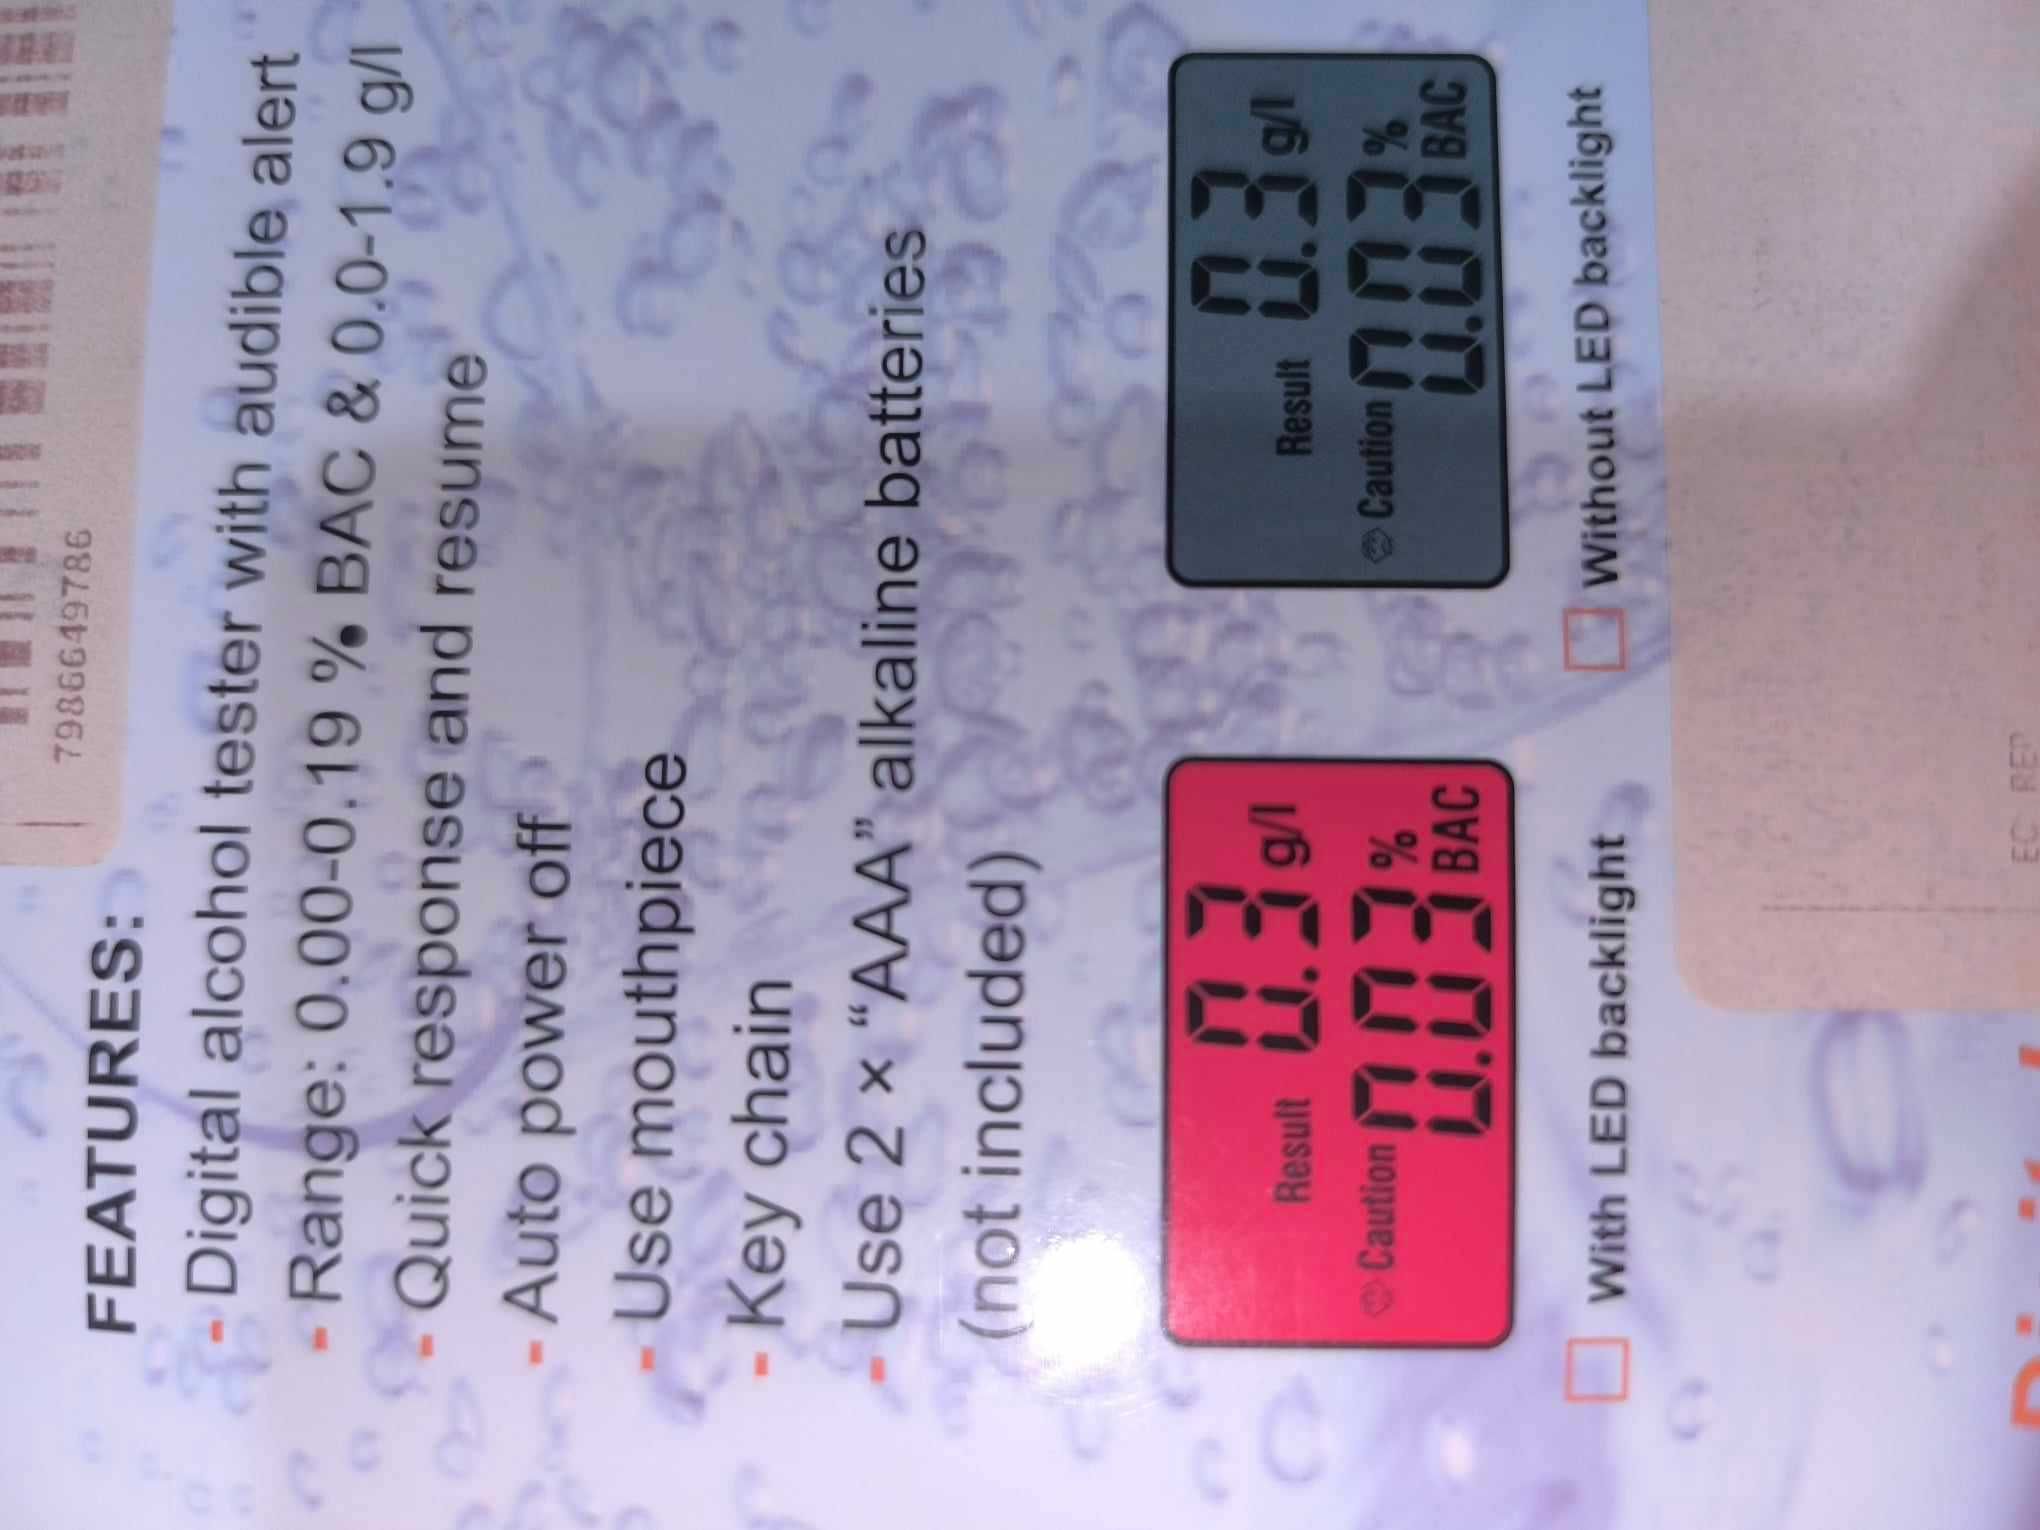 7986649786
FEATURES:
- Digital alcohol tester with audible alert
- Range: 0.00-0.19 % BAC & 0.0-1.9 g/l
- Quick response and resume
- Auto power off
- Use mouthpiece
- Key chain
- Use 2 × “AAA” alkaline batteries
(not included)
Result 0.3 g/l
Caution 0.03 % BAC
With LED backlight
Result 0.3 g/l
Caution 0.03 % BAC
Without LED backlight